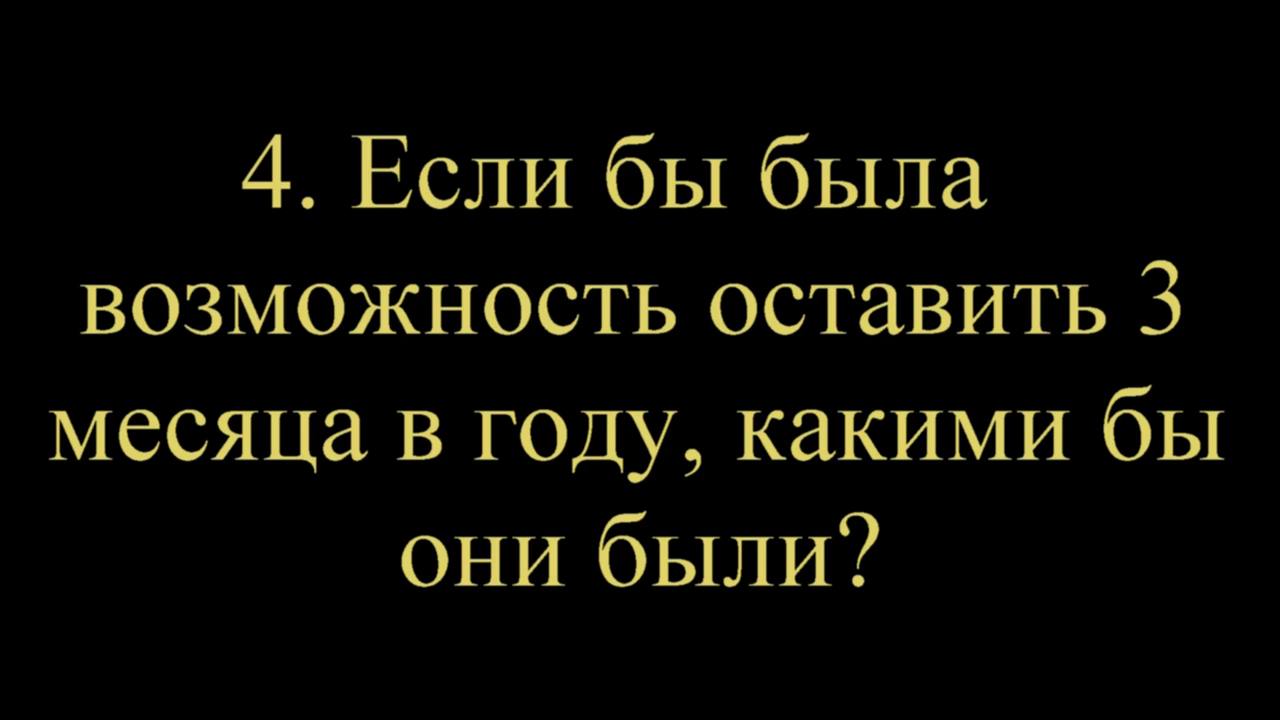 4. Если бы была
возможность оставить 3
месяца в году, какими бы
они были?